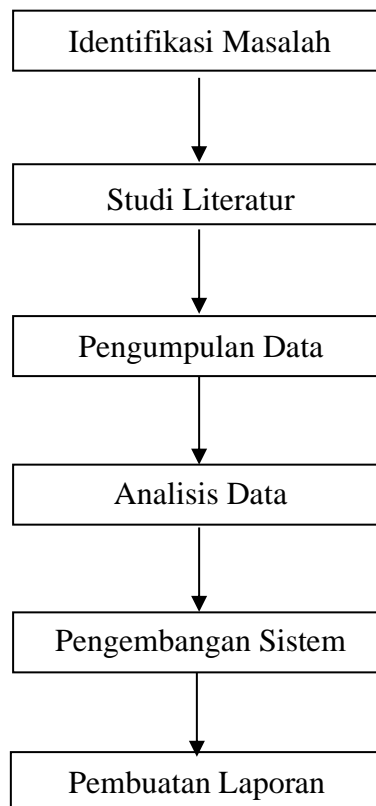 Identifikasi Masalah
Studi Literatur
Pengumpulan Data
Analisis Data
Pengembangan Sistem
Pembuatan Laporan